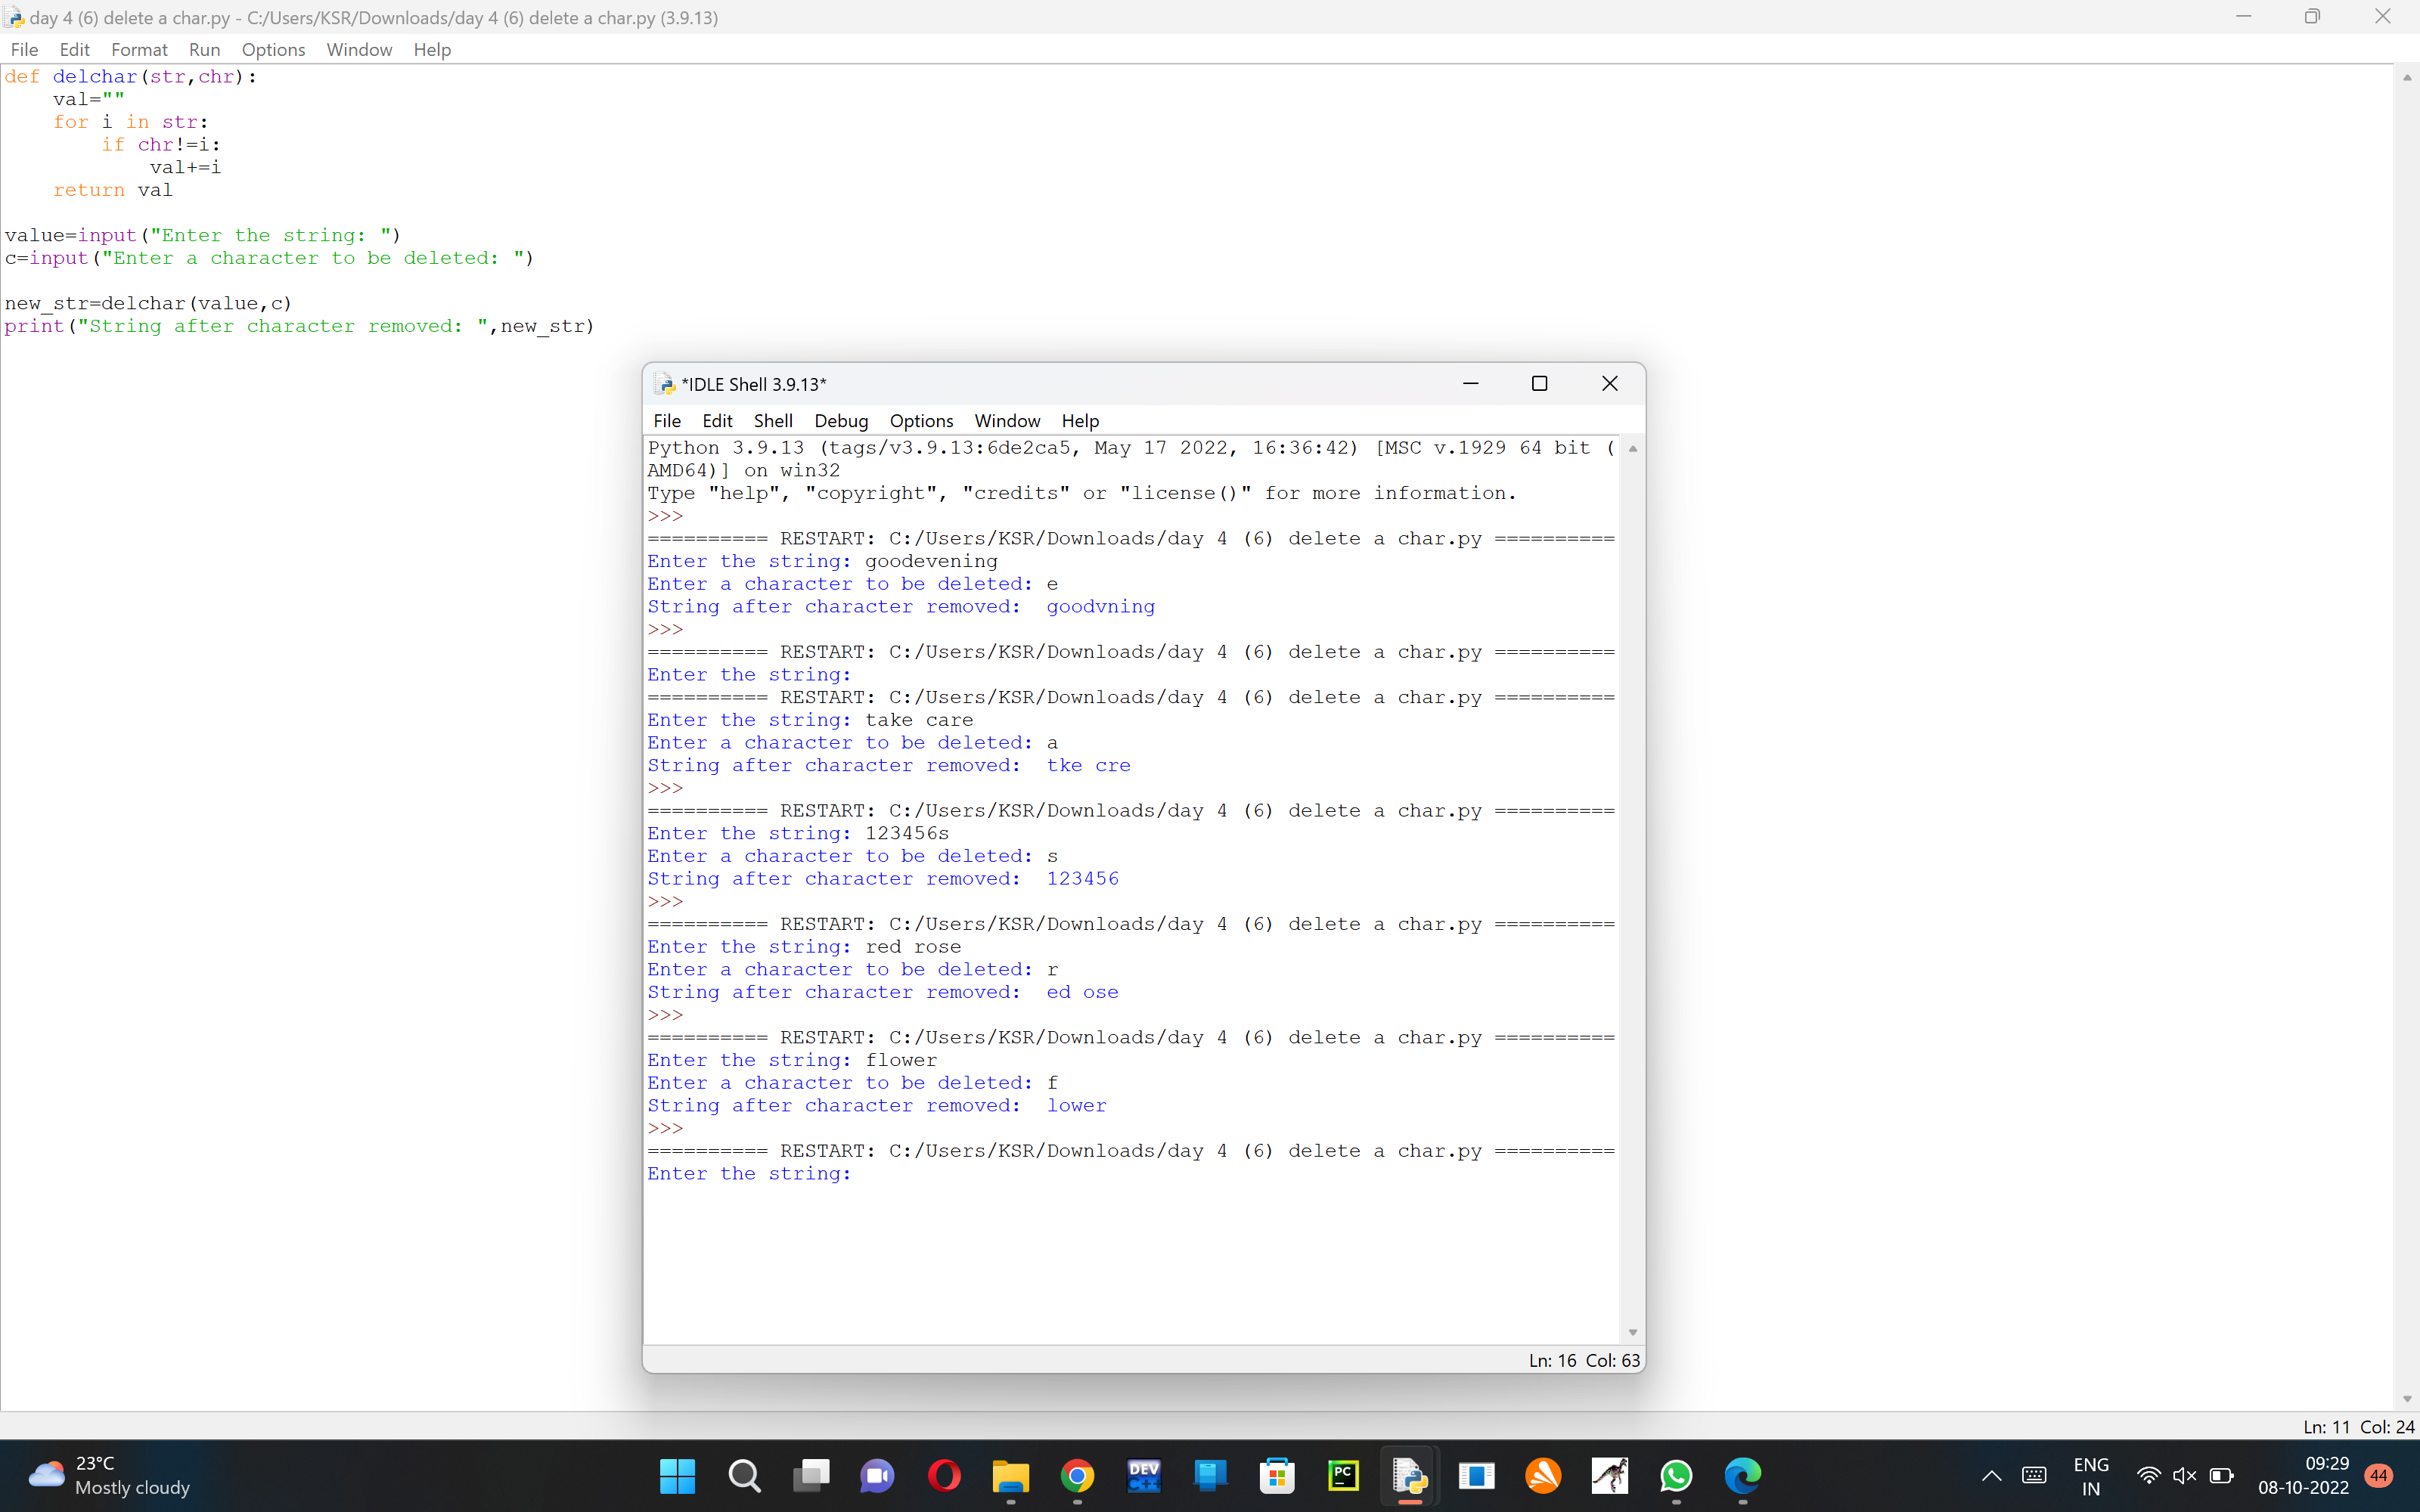 day 4 (6) delete a char.py - C:/Users/KSR/Downloads/day 4 (6) delete a char.py (3.9.13)
File Edit Format Run Options Window Help
def delchar(str,chr):
    val=""
    for i in str:
        if chr!=i:
            val+=i
    return val
value=input("Enter the string: ")
c=input("Enter a character to be deleted: ")
new_str=delchar(value,c)
print("String after character removed: ",new_str)
*IDLE Shell 3.9.13*
File Edit Shell Debug Options Window Help
Python 3.9.13 (tags/v3.9.13:6de2ca5, May 17 2022, 16:36:42) [MSC v.1929 64 bit (
AMD64)] on win32
Type "help", "copyright", "credits" or "license()" for more information.
>>>
========== RESTART: C:/Users/KSR/Downloads/day 4 (6) delete a char.py ==========
Enter the string: goodevening
Enter a character to be deleted: e
String after character removed:  goodvning
>>>
========== RESTART: C:/Users/KSR/Downloads/day 4 (6) delete a char.py ==========
Enter the string:
========== RESTART: C:/Users/KSR/Downloads/day 4 (6) delete a char.py ==========
Enter the string: take care
Enter a character to be deleted: a
String after character removed:  tke cre
>>>
========== RESTART: C:/Users/KSR/Downloads/day 4 (6) delete a char.py ==========
Enter the string: 123456s
Enter a character to be deleted: s
String after character removed:  123456
>>>
========== RESTART: C:/Users/KSR/Downloads/day 4 (6) delete a char.py ==========
Enter the string: red rose
Enter a character to be deleted: r
String after character removed:  ed ose
>>>
========== RESTART: C:/Users/KSR/Downloads/day 4 (6) delete a char.py ==========
Enter the string: flower
Enter a character to be deleted: f
String after character removed:  lower
>>>
========== RESTART: C:/Users/KSR/Downloads/day 4 (6) delete a char.py ==========
Enter the string:
Ln: 16 Col: 63
Ln: 11 Col: 24
23°C
Mostly cloudy
DEV
C++
PC
ENG
IN
09:29
08-10-2022
44